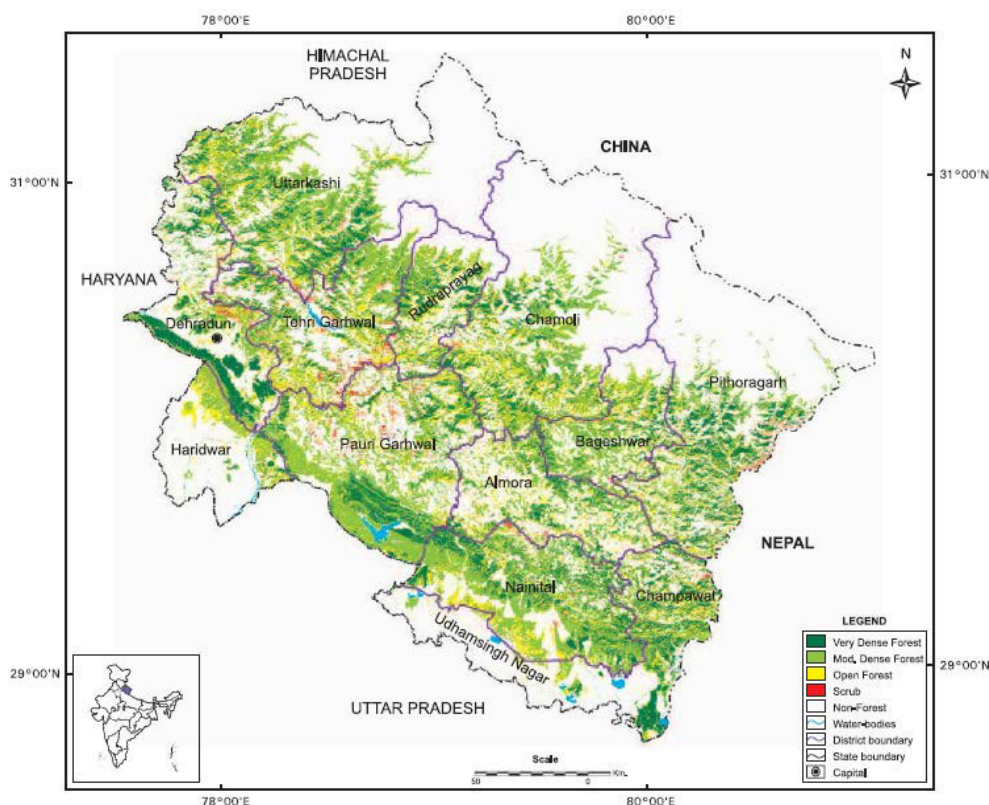 78°00'E
80°00'E
HIMACHAL
PRADESH
N
CHINA
31°00'N
31°00'N
Uttarkashi
HARYANA
Rudraprayag
Dehradun
Tehri Garhwal
Chamoli
Pithoragarh
Haridwar
Pauri Garhwal
Bageshwar
Almora
NEPAL
Nainital
Champawat
Udhamsingh Nagar
29°00'N
29°00'N
UTTAR PRADESH
LEGEND
Very Dense Forest
Mod. Dense Forest
Open Forest
Scrub
Non-Forest
Water-bodies
District boundary
State boundary
Capital
Scale
50 0 Km.
78°00'E
80°00'E